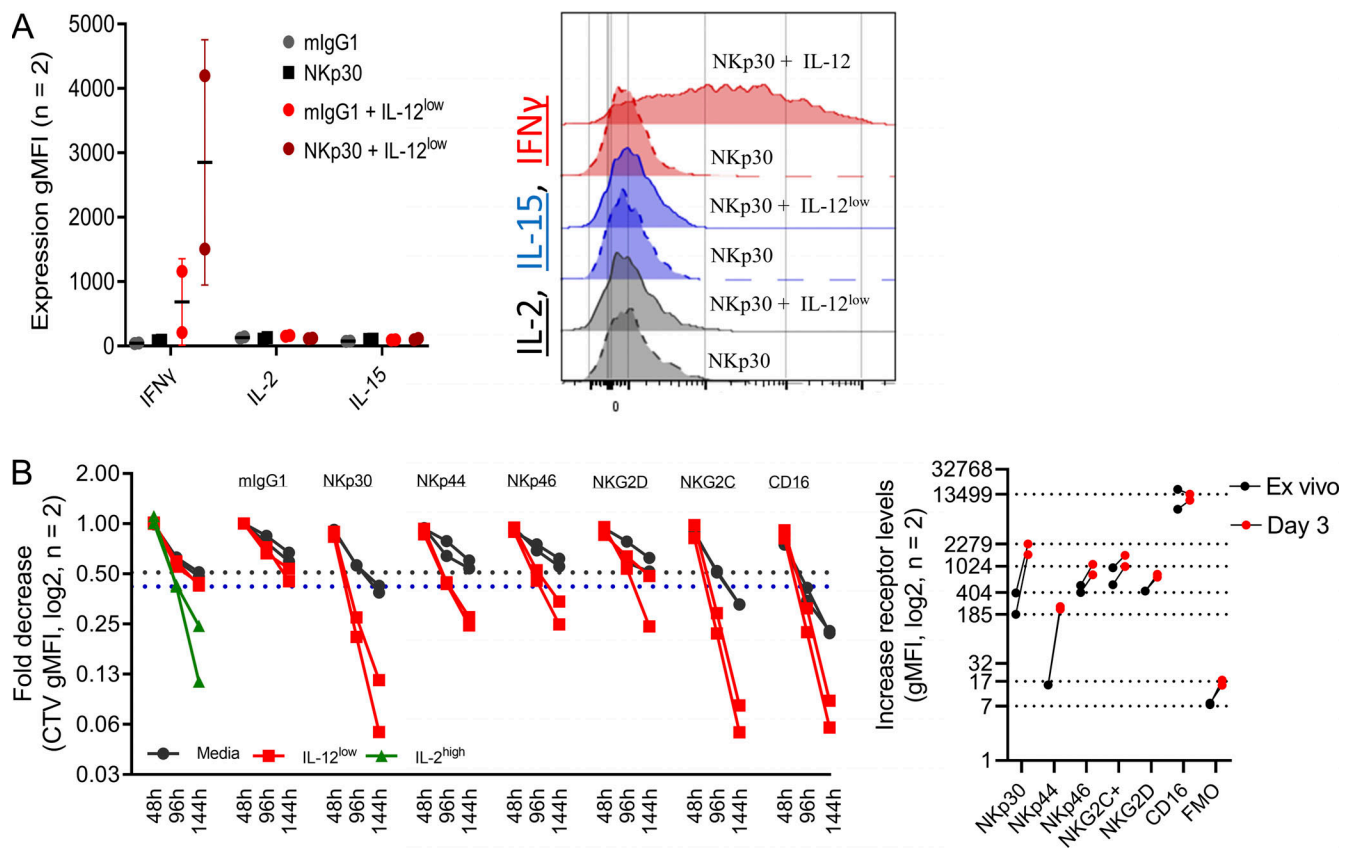 A
Expression gMFI (n = 2)
5000
4000
3000
2000
1000
0
mIgG1
NKp30
mIgG1 + IL-12low
NKp30 + IL-12low
IFNγ
IL-2
IL-15
IL-2, IL-15, IFNγ
NKp30 + IL-12
NKp30
NKp30 + IL-12low
NKp30
NKp30 + IL-12low
NKp30
0
B
Fold decrease
(CTV gMFI, log2, n = 2)
2.00
1.00
0.50
0.25
0.13
0.06
0.03
mIgG1 NKp30 NKp44 NKp46 NKG2D NKG2C CD16
Media IL-12low IL-2high
48h 96h 144h 48h 96h 144h 48h 96h 144h 48h 96h 144h 48h 96h 144h 48h 96h 144h 48h 96h 144h 48h 96h 144h
Increase receptor levels
(gMFI, log2, n = 2)
32768
13499
2279
1024
404
185
32
17
7
1
Ex vivo
Day 3
NKp30
NKp44
NKp46
NKG2C+
NKG2D
CD16
FMO